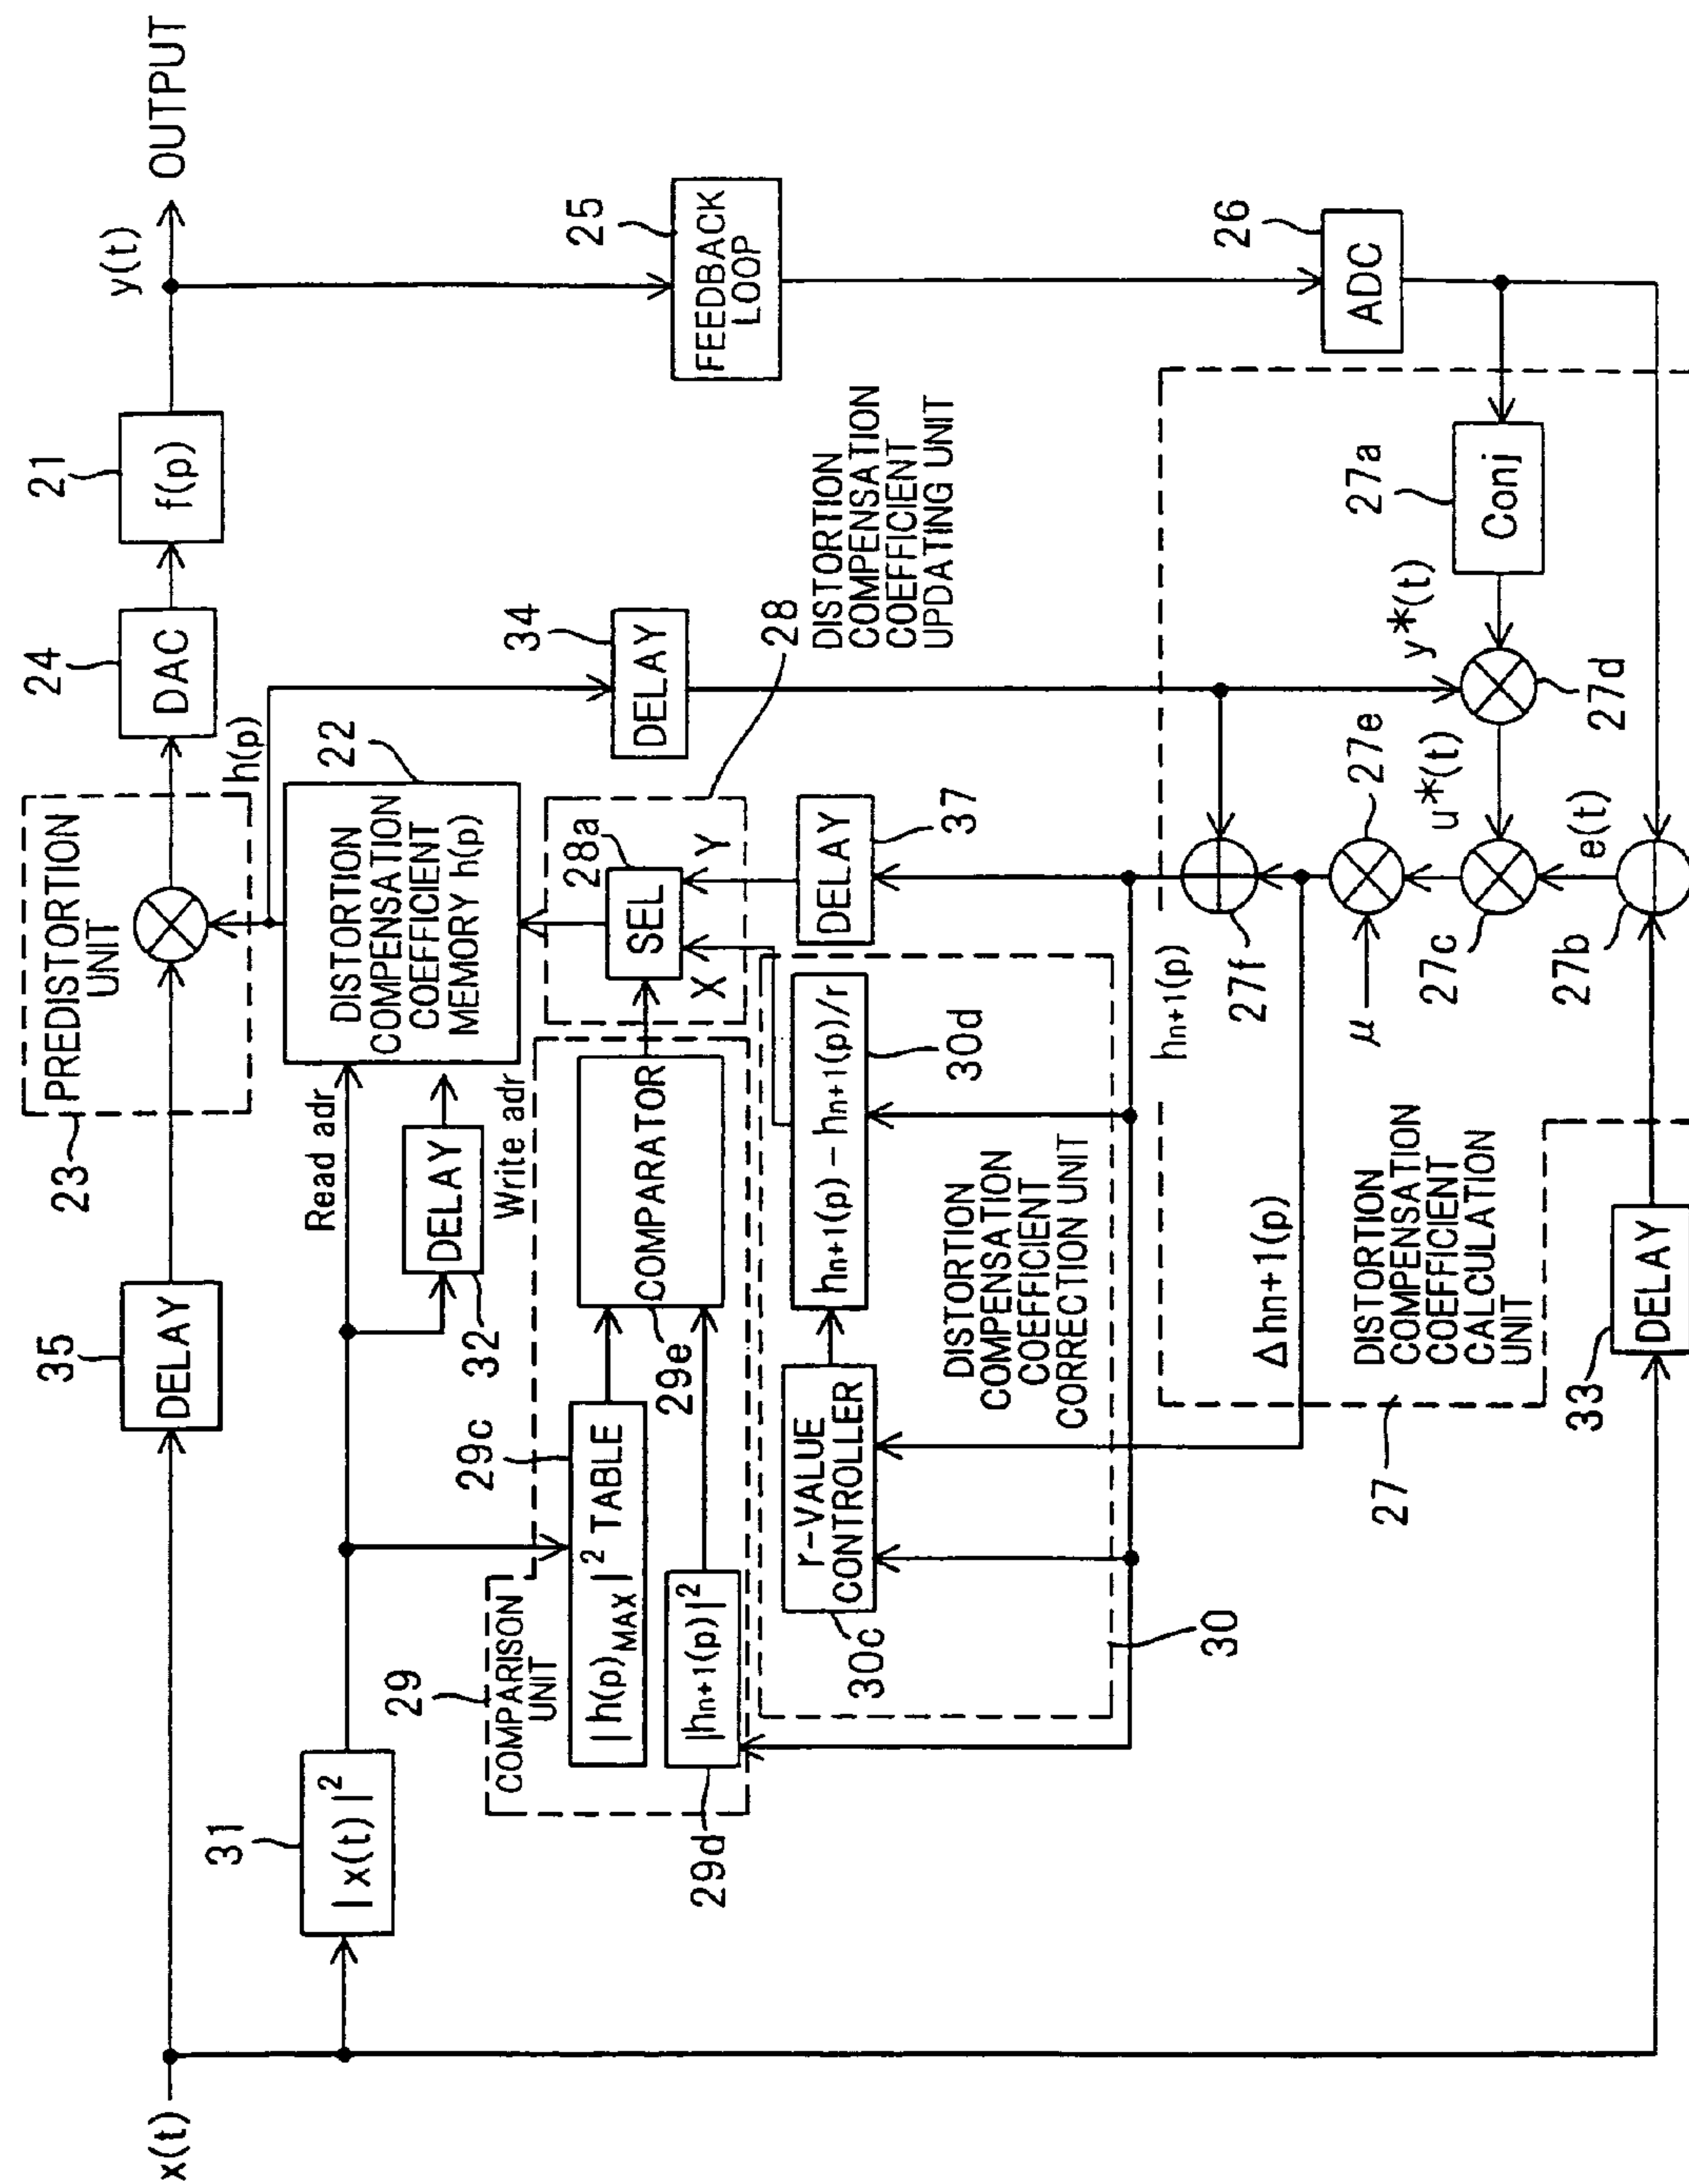 x(t)
35
DELAY
23
PREDISTORTION
UNIT
24
DAC
21
f(p)
y(t)
OUTPUT
h(p)
31
|x(t)|²
Read adr
DELAY
32
Write adr
22
DISTORTION
COMPENSATION
COEFFICIENT
MEMORY h(p)
34
DELAY
25
FEEDBACK
LOOP
29
COMPARISON
UNIT
29c
|h(p)MAX|² TABLE
|hn+1(p)|²
29d
COMPARATOR
29e
28a
SEL
X
Y
28
DISTORTION
COMPENSATION
COEFFICIENT
UPDATING UNIT
r-VALUE
CONTROLLER
30c
hn+1(p)−hn+1(p)/r
30d
DISTORTION
COMPENSATION
COEFFICIENT
CORRECTION UNIT
30
DELAY
37
26
ADC
hn+1(p)
27f
Δhn+1(p)
μ
27e
27c
u*(t)
27d
y*(t)
27a
Conj
e(t)
27b
27
DISTORTION
COMPENSATION
COEFFICIENT
CALCULATION
UNIT
33
DELAY